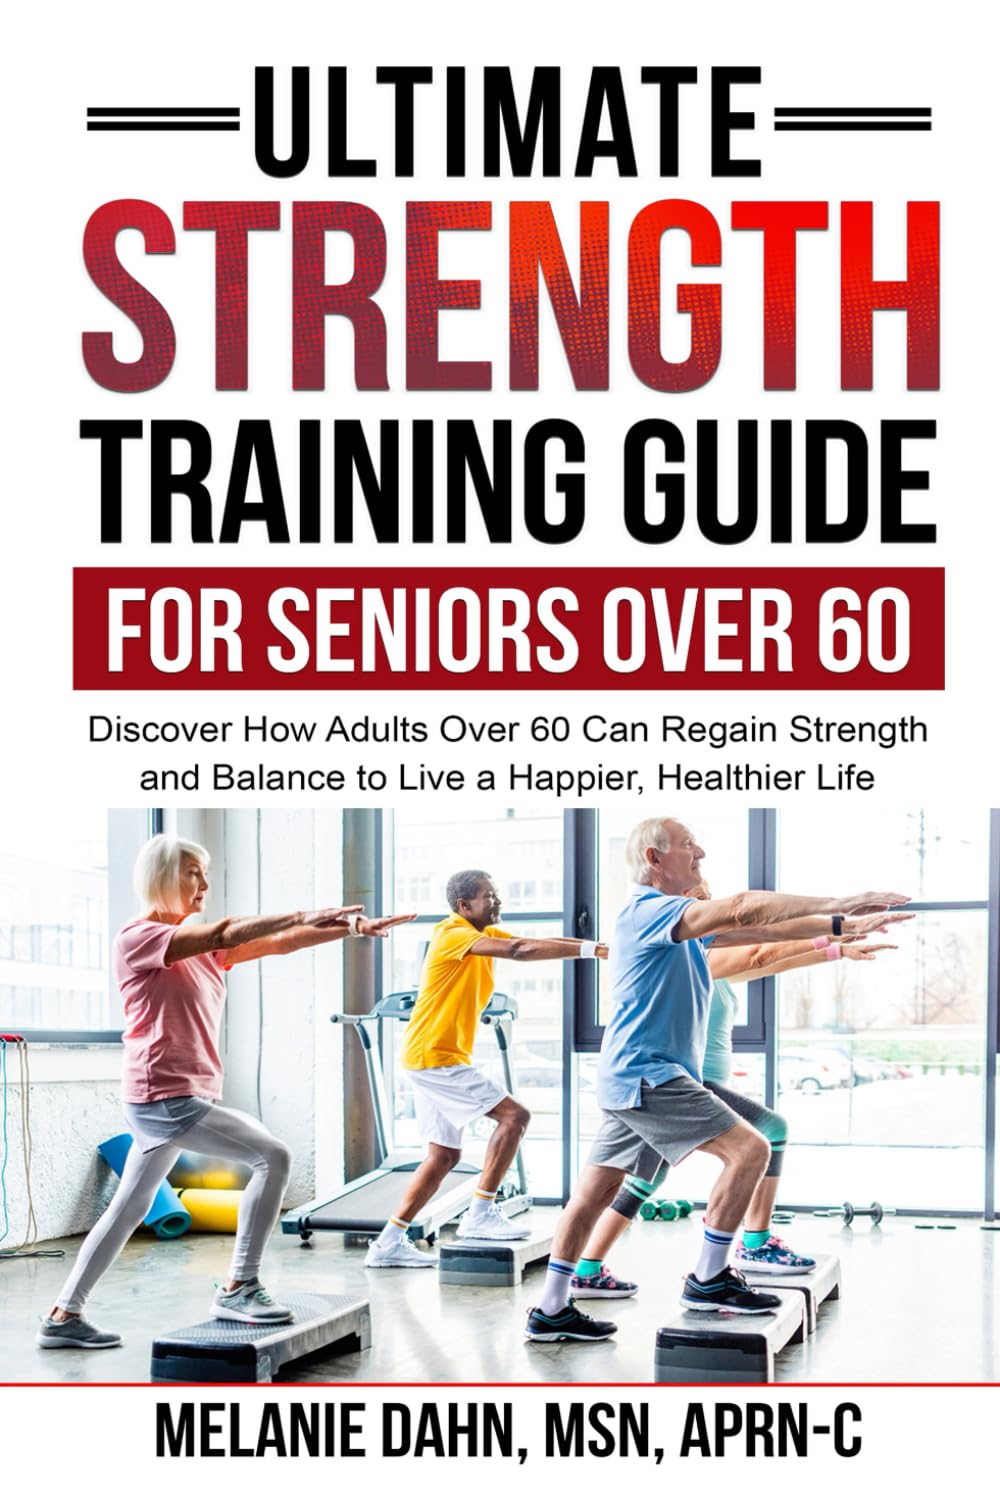 ULTIMATE
STRENGTH
TRAINING GUIDE
FOR SENIORS OVER 60
Discover How Adults Over 60 Can Regain Strength
and Balance to Live a Happier, Healthier Life
MELANIE DAHN, MSN, APRN-C